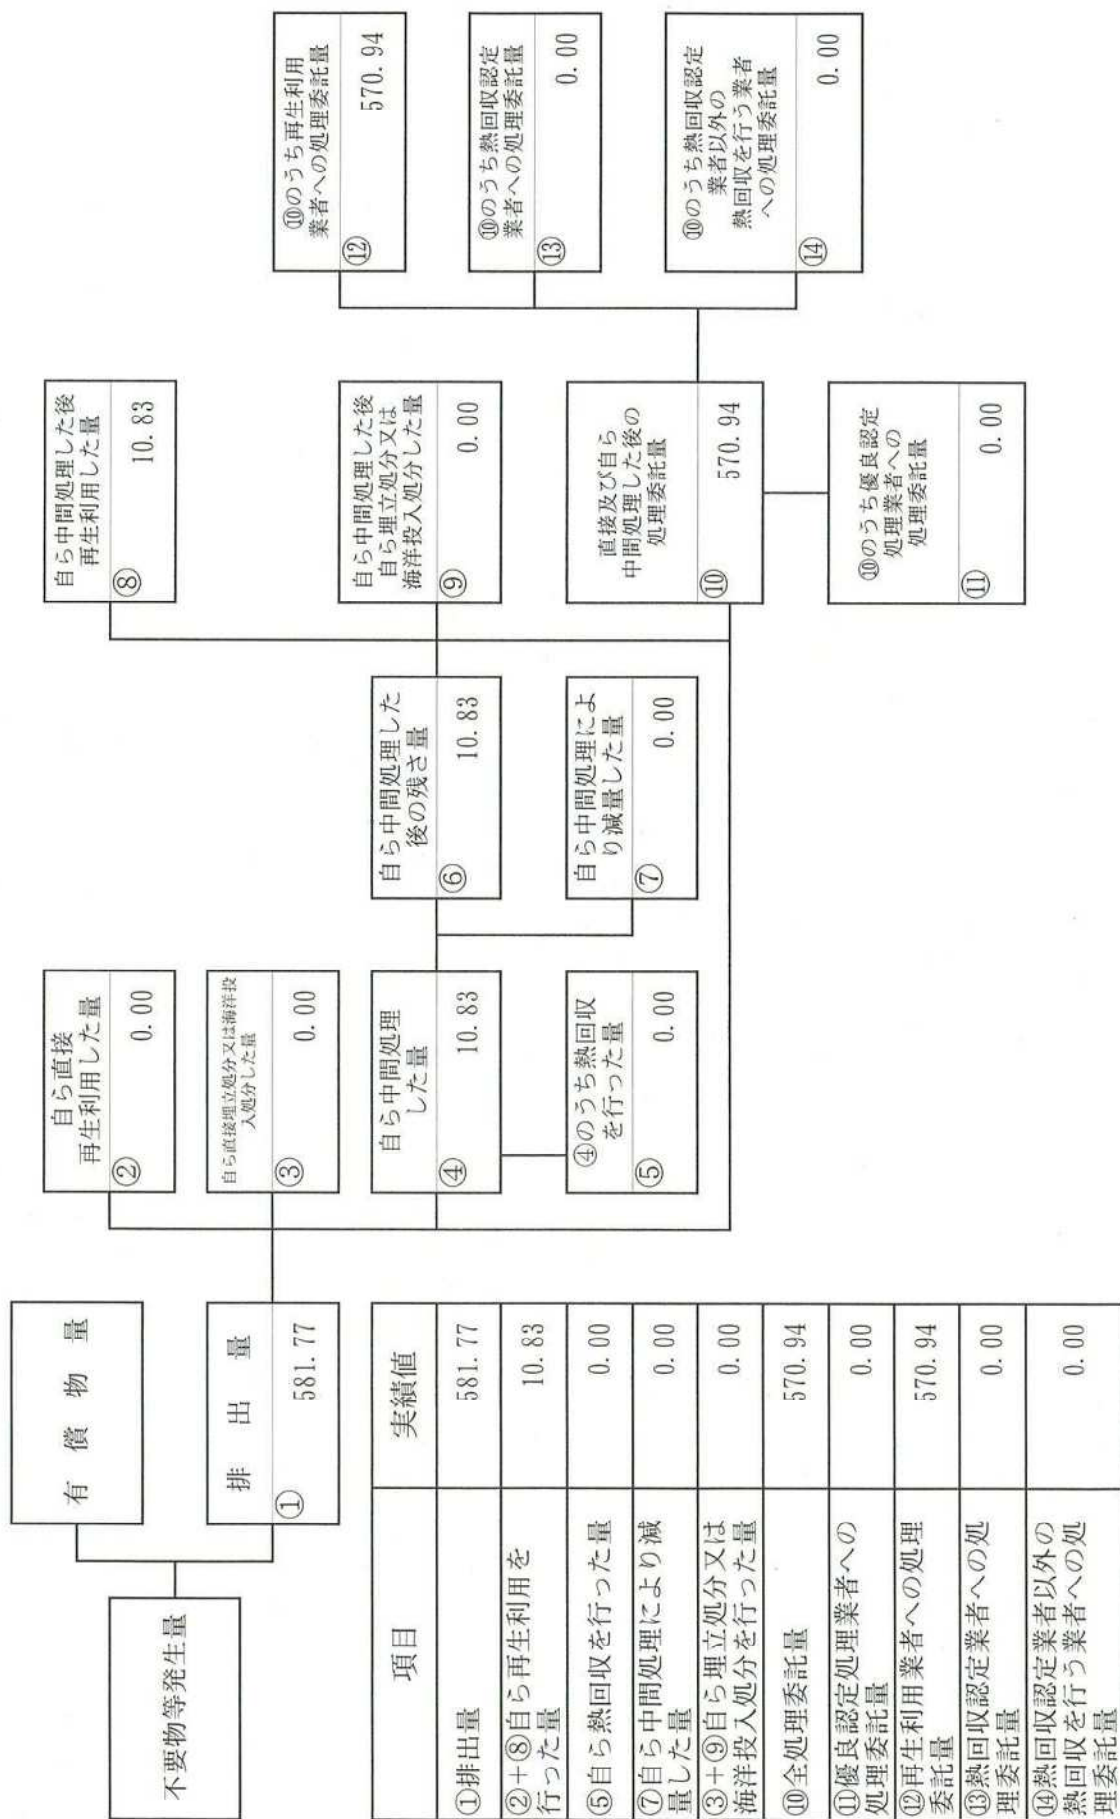 不要物等発生量
有償物量
排出量
①
581.77
自ら直接
再生利用した量
②
0.00
自ら直接埋立処分又は海洋投
入処分した量
③
0.00
自ら中間処理
した量
④
10.83
④のうち熱回収
を行った量
⑤
0.00
自ら中間処理した
後の残さ量
⑥
10.83
自ら中間処理によ
り減量した量
⑦
0.00
自ら中間処理した後
再生利用した量
⑧
10.83
自ら中間処理した後
自ら埋立処分又は
海洋投入処分した量
⑨
0.00
直接及び自ら
中間処理した後の
処理委託量
⑩
570.94
⑩のうち優良認定
処理業者への
処理委託量
⑪
0.00
⑩のうち再生利用
業者への処理委託量
⑫
570.94
⑩のうち熱回収認定
業者への処理委託量
⑬
0.00
⑩のうち熱回収認定
業者以外の
熱回収を行う業者
への処理委託量
⑭
0.00
項目
実績値
①排出量
581.77
②+⑧自ら再生利用を
行った量
10.83
⑤自ら熱回収を行った量
0.00
⑦自ら中間処理により減
量した量
0.00
③+⑨自ら埋立処分又は
海洋投入処分を行った量
0.00
⑩全処理委託量
570.94
⑪優良認定処理業者への
処理委託量
0.00
⑫再生利用業者への処理
委託量
570.94
⑬熱回収認定業者への処
理委託量
0.00
⑭熱回収認定業者以外の
熱回収を行う業者への処
理委託量
0.00